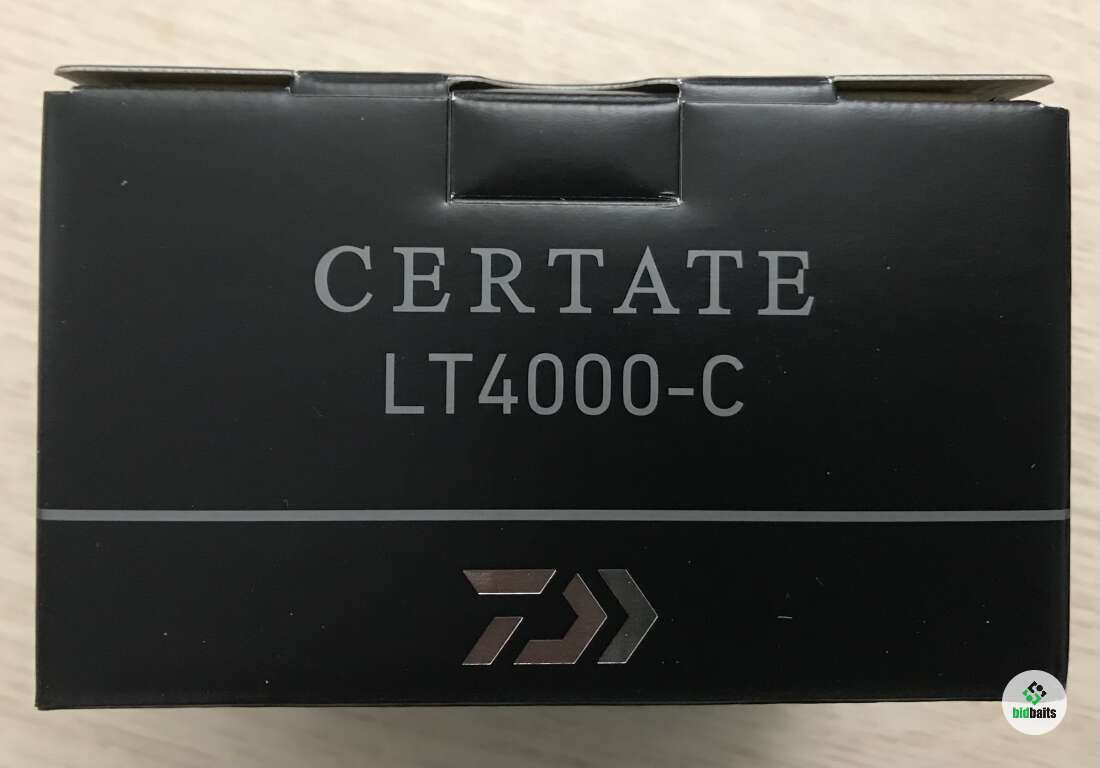 CERTATE
LT4000-C
bidbaits